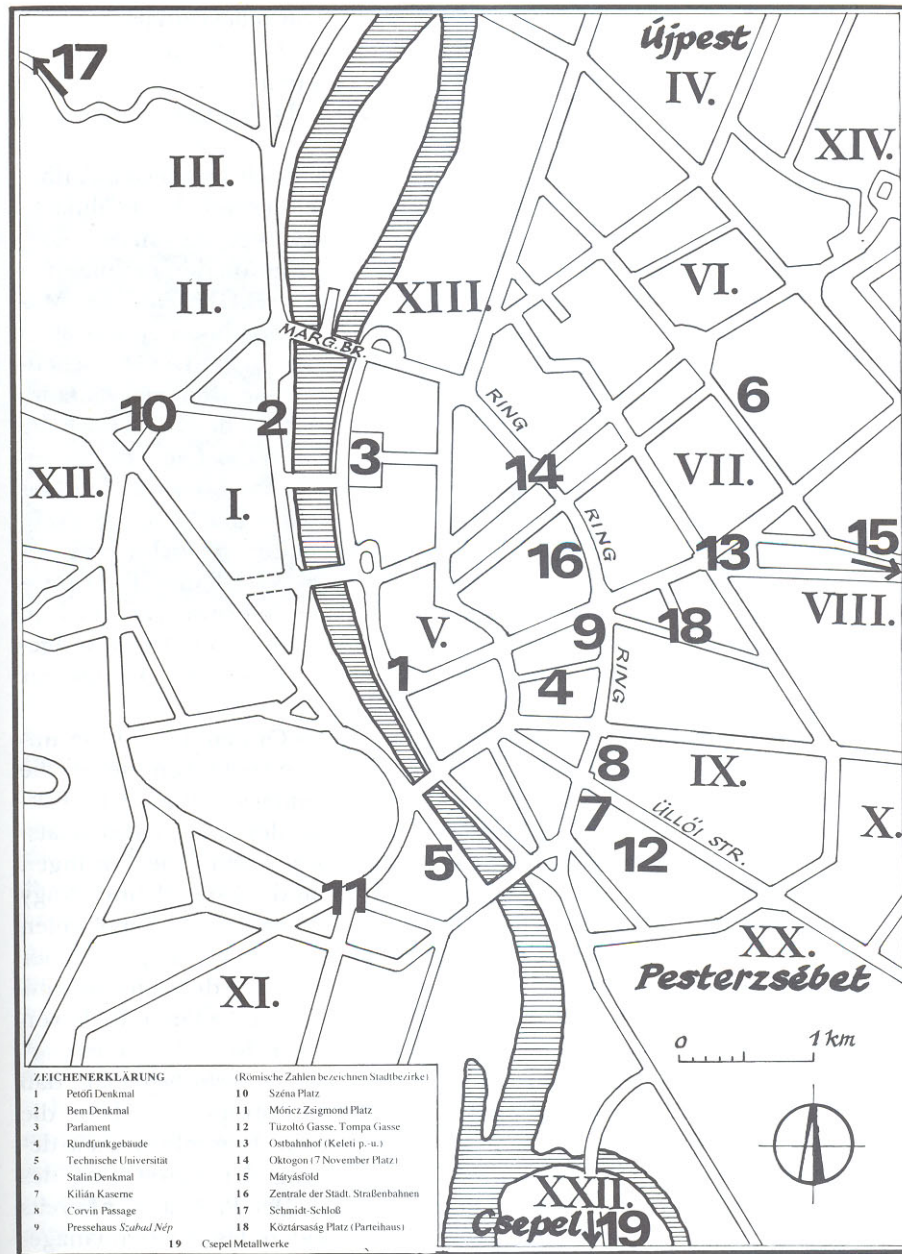 Újpest
17
IV.
XIV.
III.
II.
XIII.
VI.
MARG. BR.
6
10
2
RING
3
14
XII.
VII.
I.
RING
16
13
15
VIII.
V.
9
18
1
4
RING
8
IX.
7
ÜLLŐI STR.
X.
5
12
11
XX.
Pesterzsébet
XI.
0 1 km
ZEICHENERKLÄRUNG (Römische Zahlen bezeichnen Stadtbezirke)
1 Petőfi Denkmal 10 Széna Platz
2 Bem Denkmal 11 Móricz Zsigmond Platz
3 Parlament 12 Tüzoltó Gasse, Tompa Gasse
4 Rundfunkgebäude 13 Ostbahnhof (Keleti p.-u.)
5 Technische Universität 14 Oktogon (7 November Platz)
6 Stalin Denkmal 15 Mátyásföld
7 Kilián Kaserne 16 Zentrale der Städt. Straßenbahnen
8 Corvin Passage 17 Schmidt-Schloß
9 Pressehaus Szabad Nép 18 Köztársaság Platz (Parteihaus)
19 Csepel Metallwerke
XXII.
Csepel 19